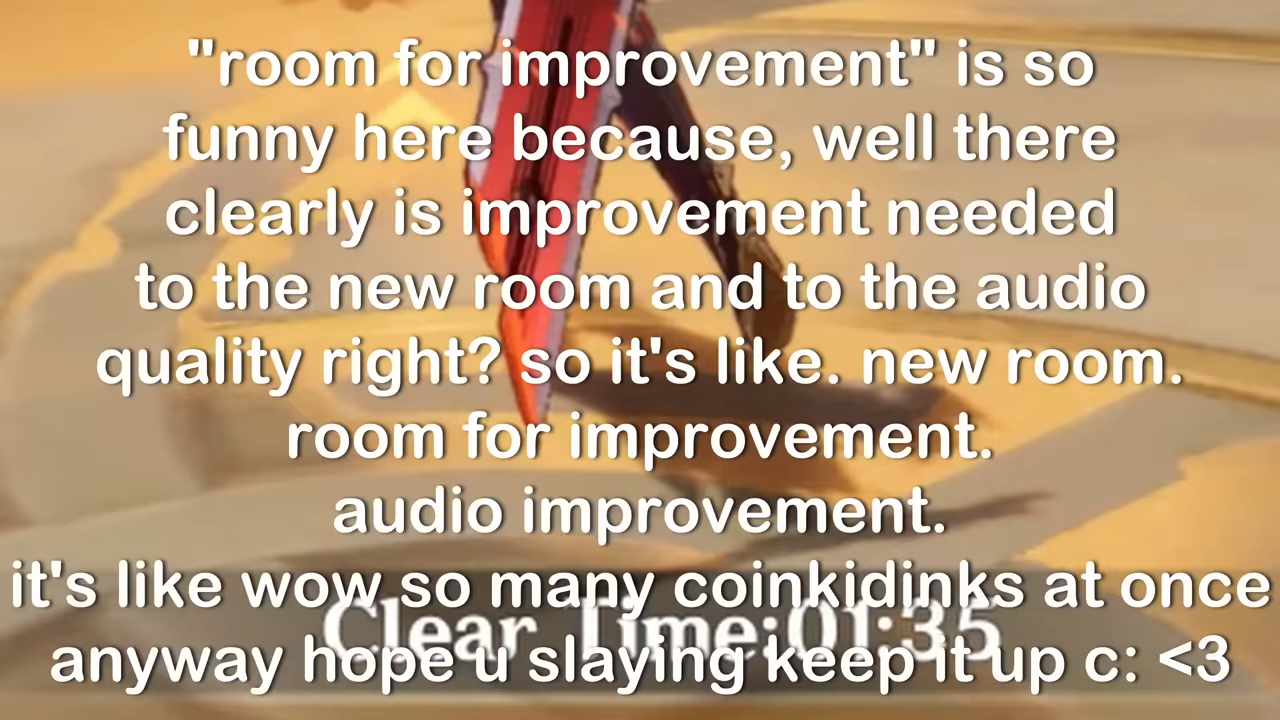 "room for improvement" is so
funny here because, well there
clearly is improvement needed
to the new room and to the audio
quality right? so it's like. new room.
room for improvement.
audio improvement.
it's like wow so many coinkidinks at once
Clear Time:01:35
anyway hope u slaying keep it up c: <3